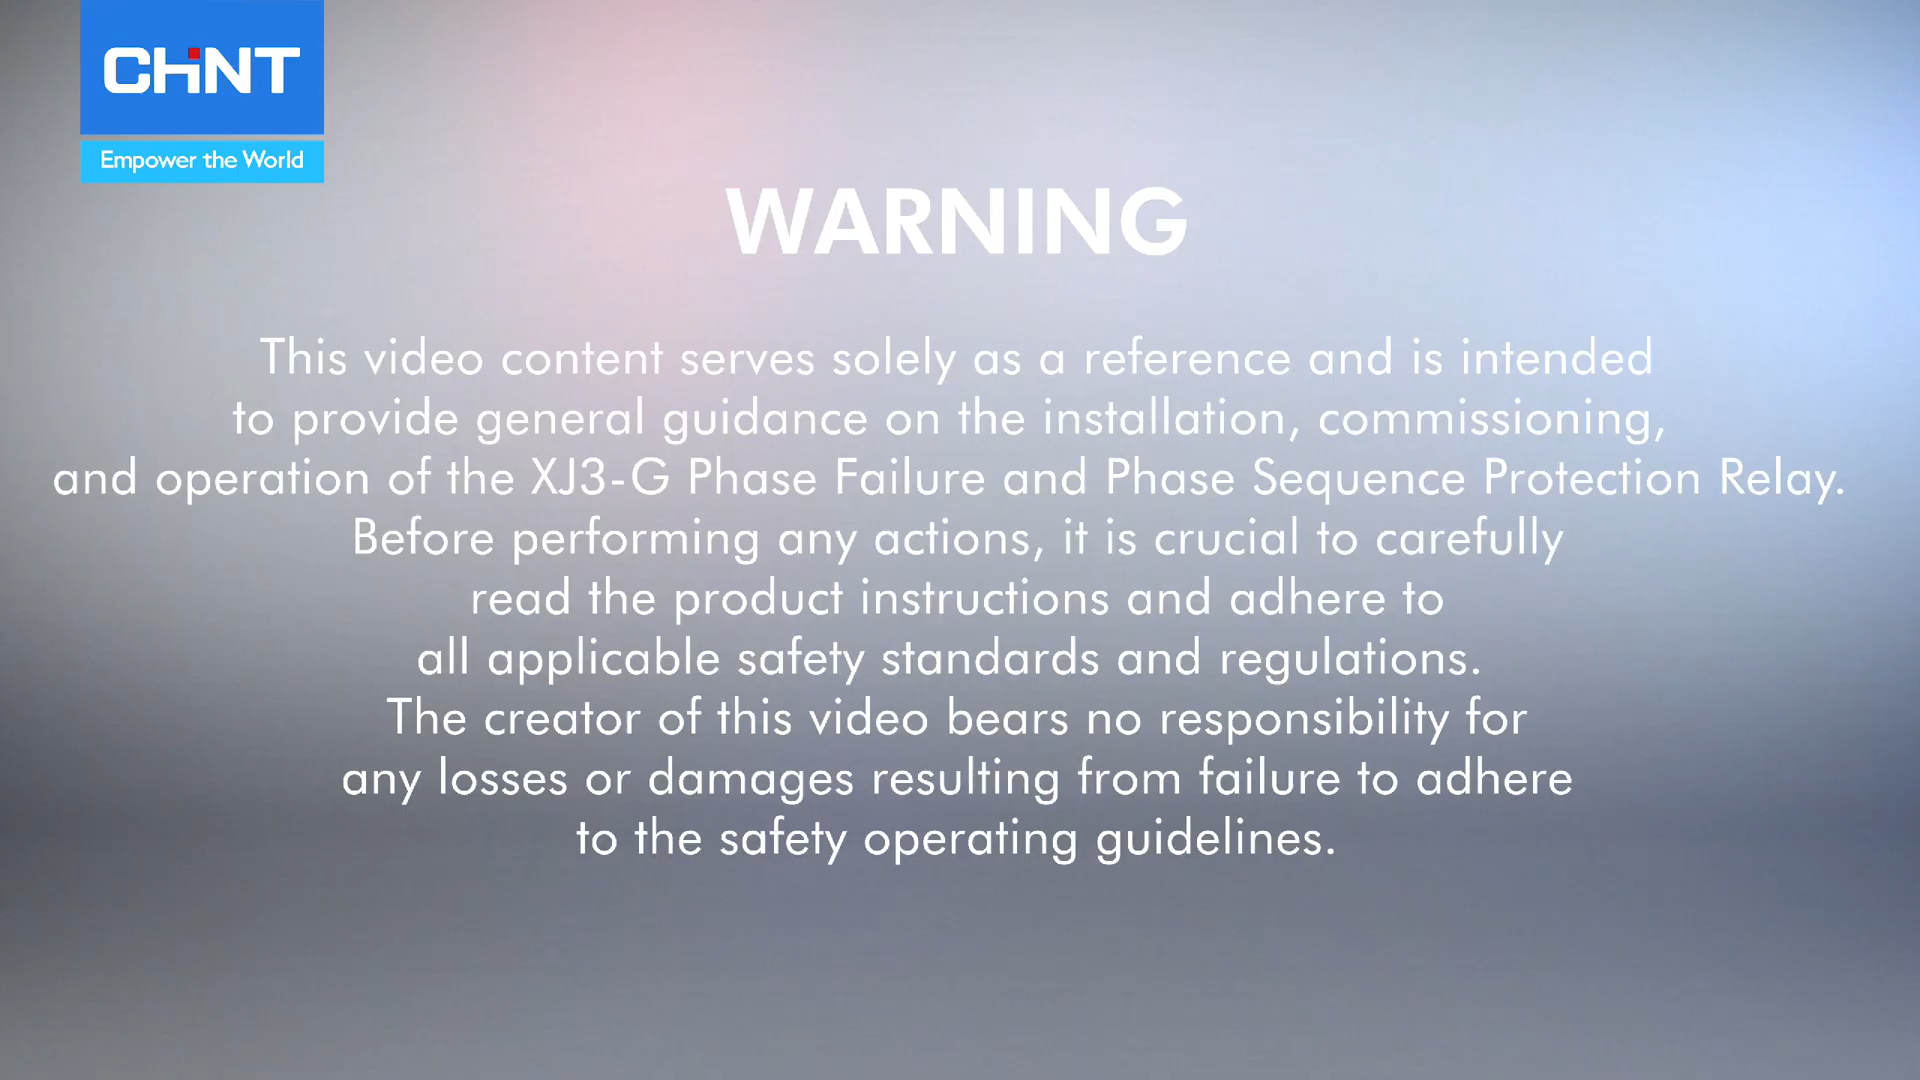 CHINT
Empower the World
WARNING
This video content serves solely as a reference and is intended
to provide general guidance on the installation, commissioning,
and operation of the XJ3-G Phase Failure and Phase Sequence Protection Relay.
Before performing any actions, it is crucial to carefully
read the product instructions and adhere to
all applicable safety standards and regulations.
The creator of this video bears no responsibility for
any losses or damages resulting from failure to adhere
to the safety operating guidelines.